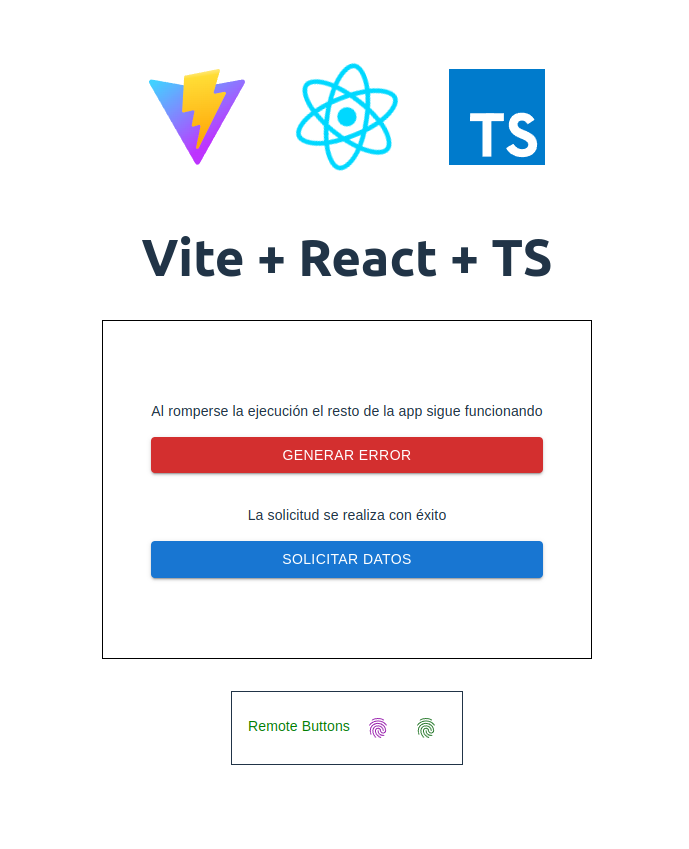 TS
Vite + React + TS
Al romperse la ejecución el resto de la app sigue funcionando
GENERAR ERROR
La solicitud se realiza con éxito
SOLICITAR DATOS
Remote Buttons